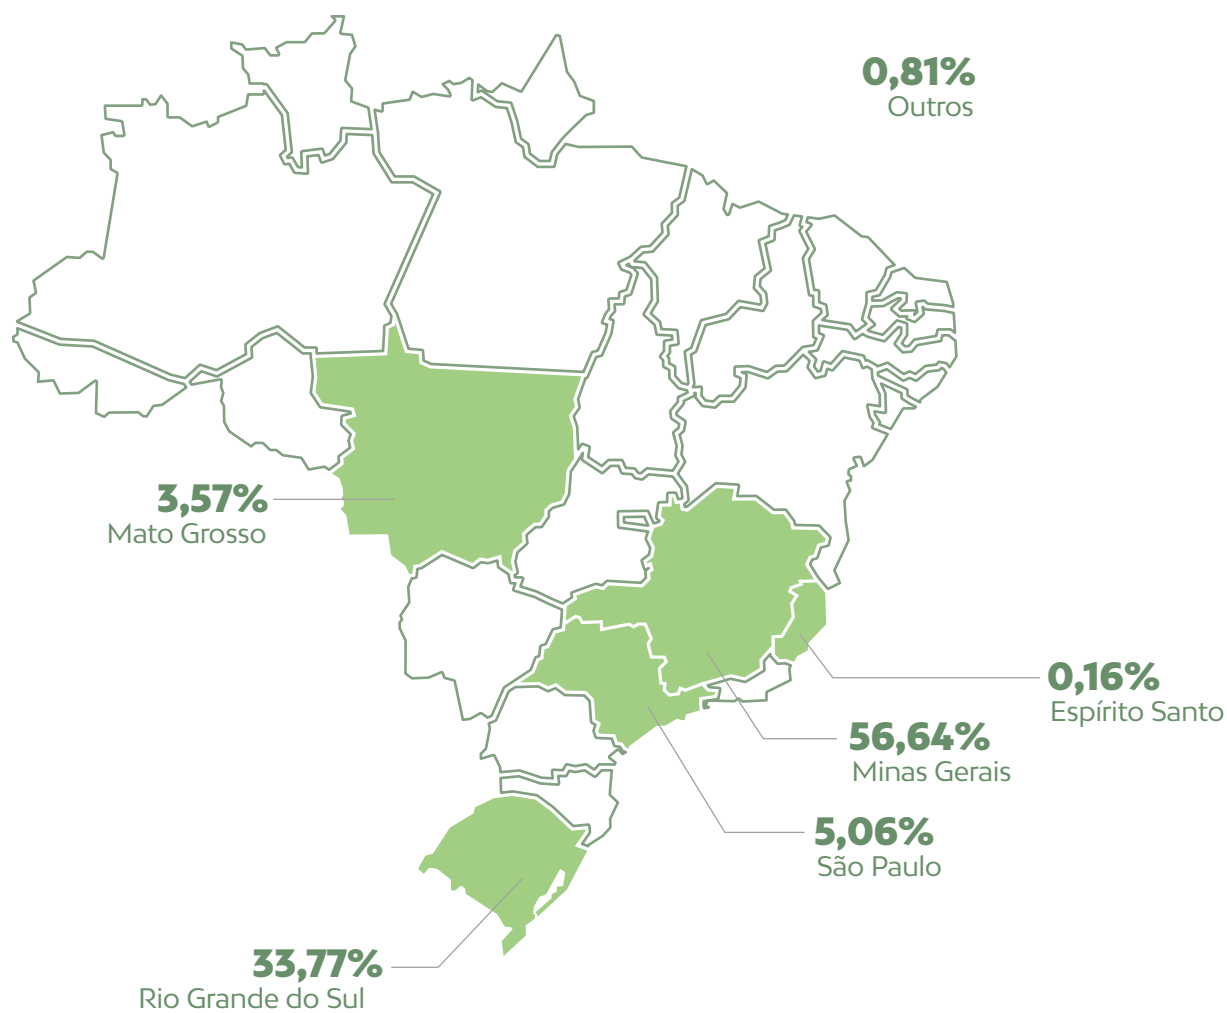 0,81%
Outros
3,57%
Mato Grosso
0,16%
Espírito Santo
56,64%
Minas Gerais
5,06%
São Paulo
33,77%
Rio Grande do Sul